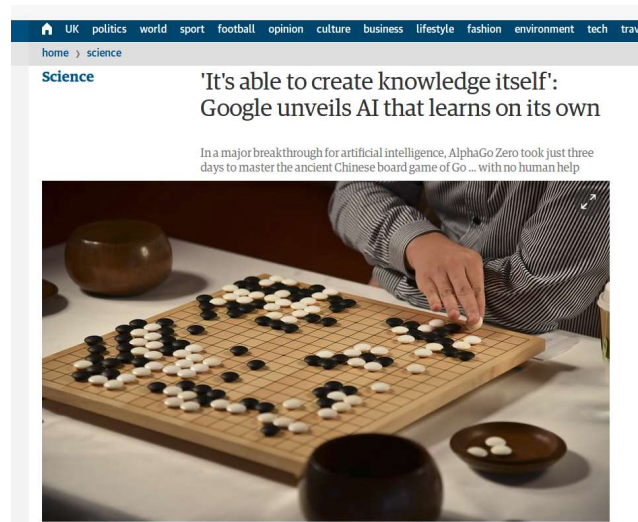 UK politics world sport football opinion culture business lifestyle fashion environment tech
home › science
Science
'It's able to create knowledge itself':
Google unveils AI that learns on its own
In a major breakthrough for artificial intelligence, AlphaGo Zero took just three
days to master the ancient Chinese board game of Go ... with no human help